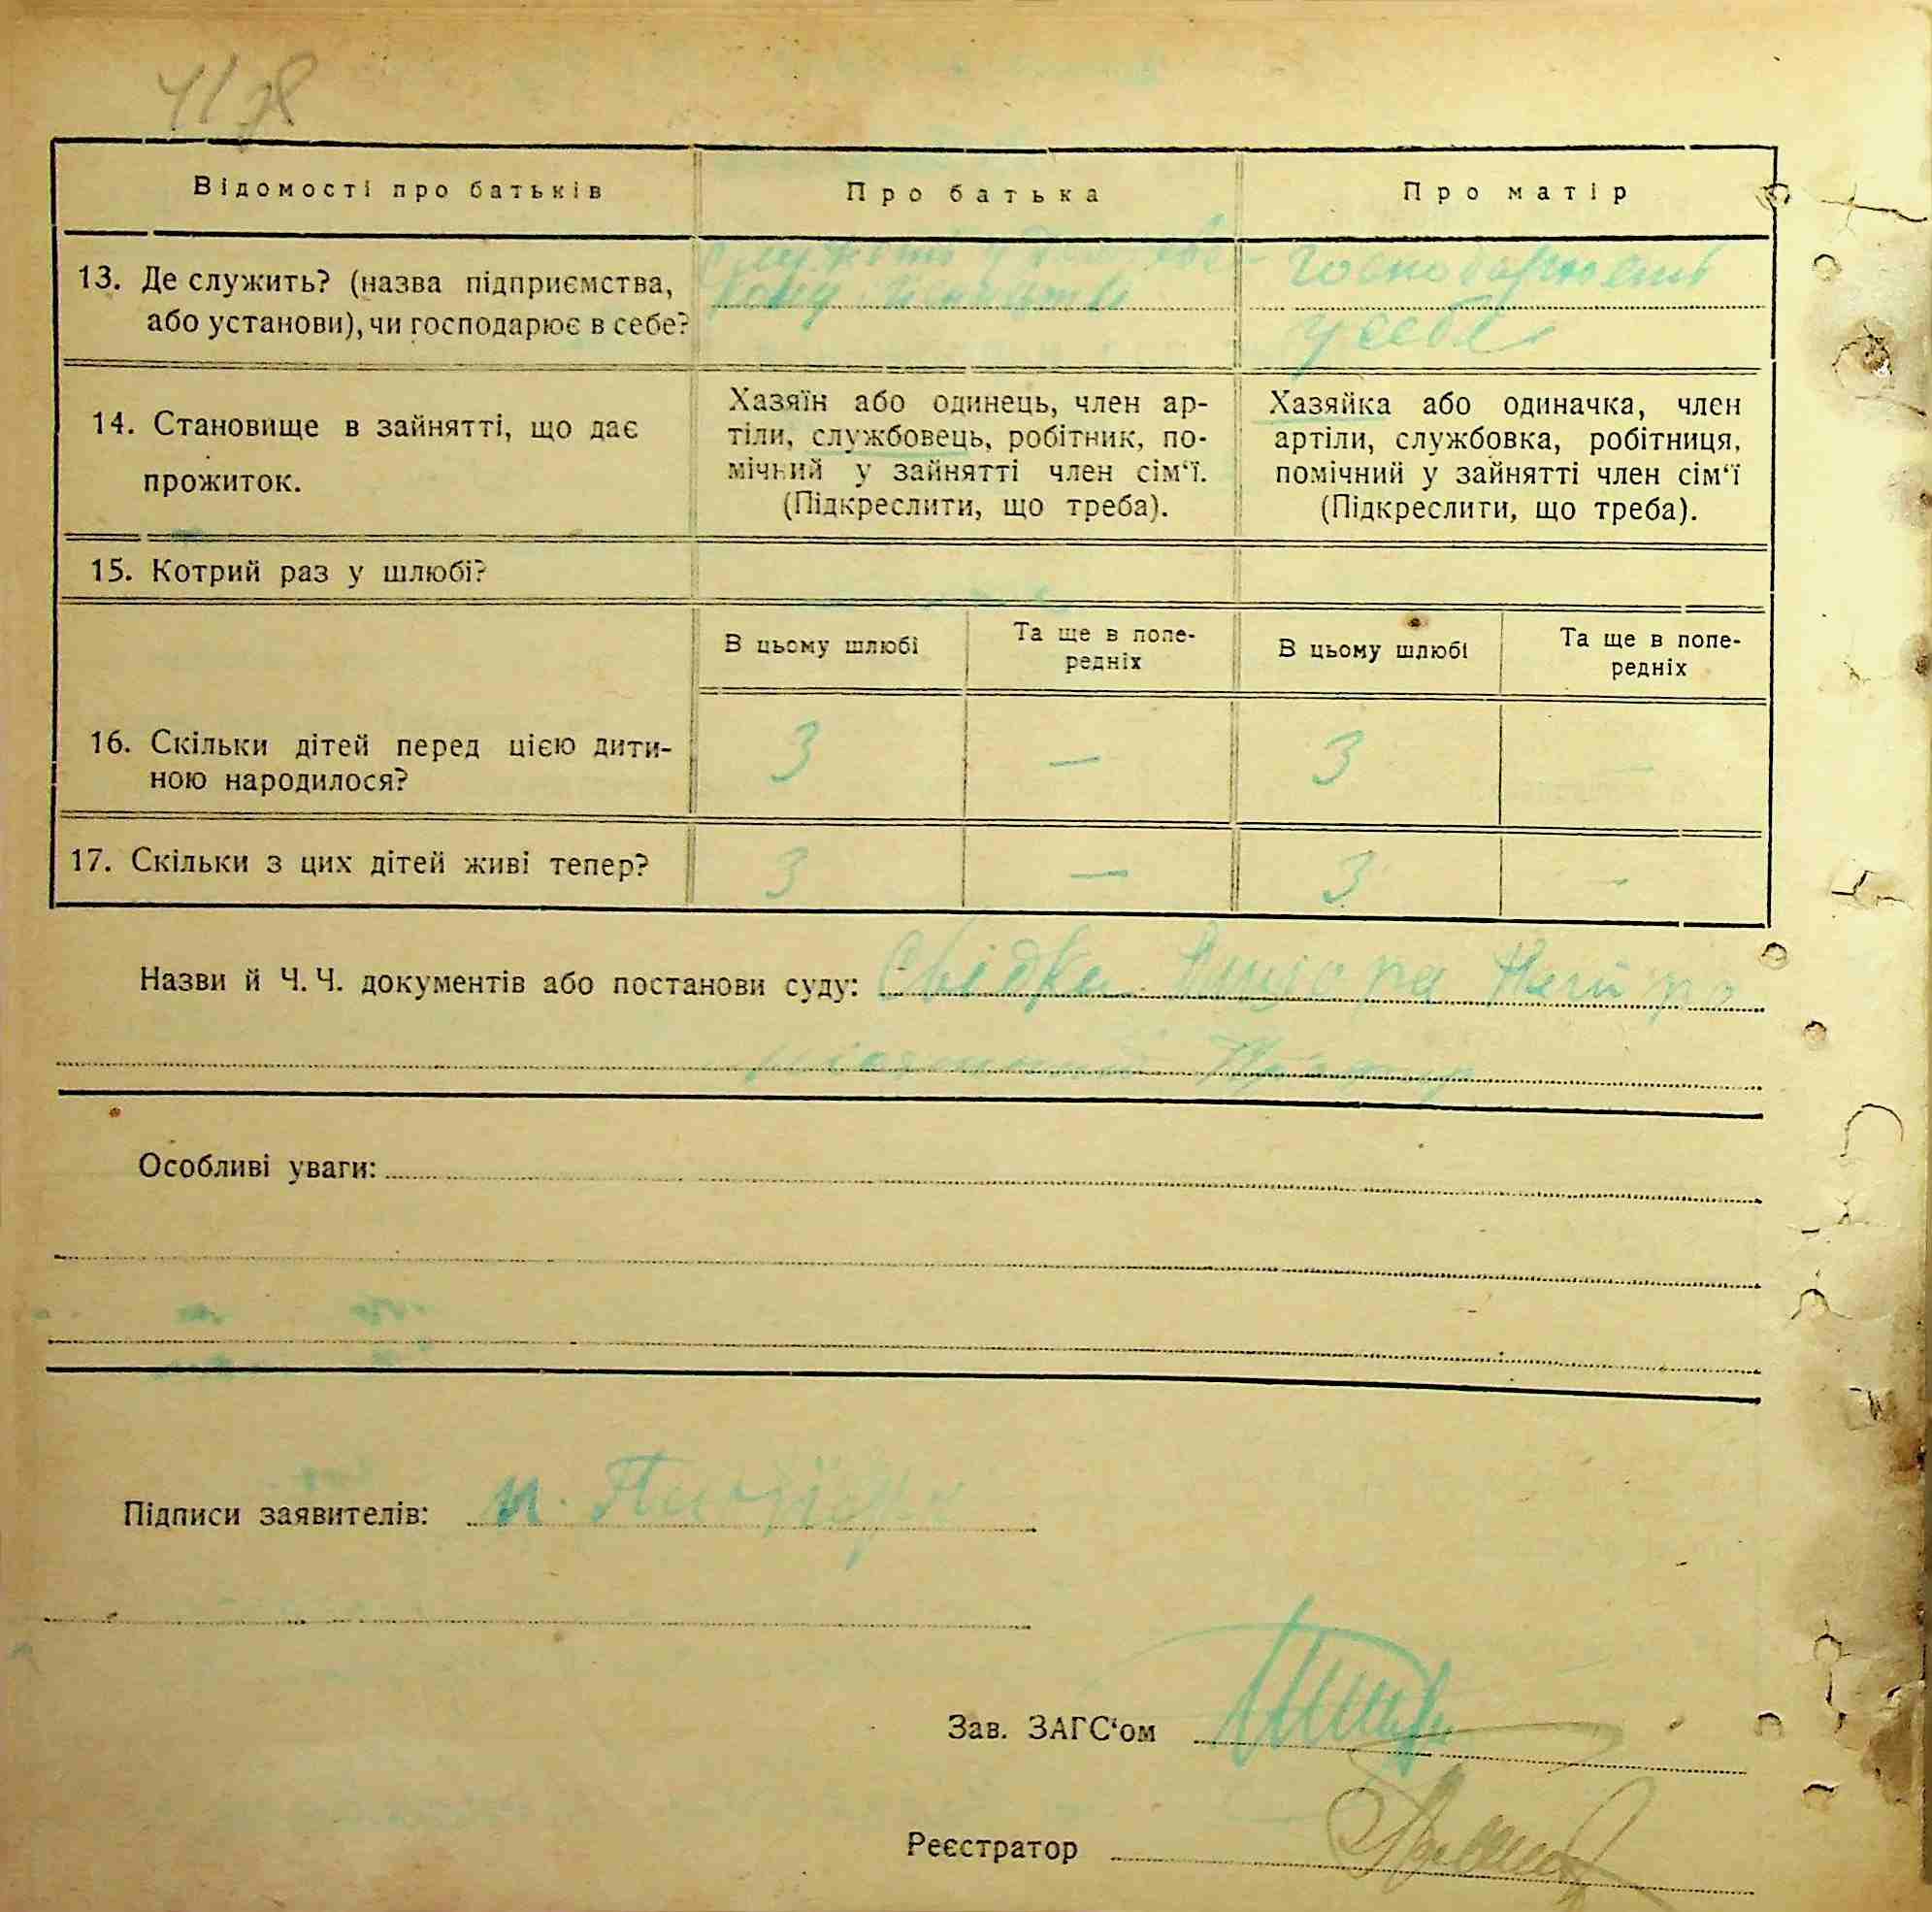 Відомості про батьків
Про батька
Про матір
13. Де служить? (назва підприємства,
або установи), чи господарює в себе?
у себе
14. Становище в зайнятті, що дає
прожиток.
Хазяїн або одинець, член ар-
тіли, службовець, робітник, по-
мічний у зайнятті член сім‘ї.
(Підкреслити, що треба).
Хазяйка або одиначка, член
артіли, службовка, робітниця,
помічний у зайнятті член сім‘ї
(Підкреслити, що треба).
15. Котрий раз у шлюбі?
В цьому шлюбі
Та ще в попе-
редніх
В цьому шлюбі
Та ще в попе-
редніх
16. Скільки дітей перед цією дити-
ною народилося?
3
—
3
—
17. Скільки з цих дітей живі тепер?
3
—
3
-
Назви й Ч. Ч. документів або постанови суду: Свідки
Особливі уваги:
Підписи заявителів:
Зав. ЗАГС‘ом
Реєстратор